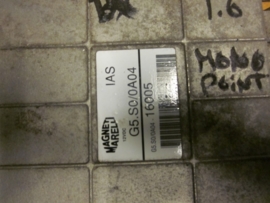 1.6
MONO
POINT
IAS
G5.S0/0A04
16005
MAGNETI
MARELLI